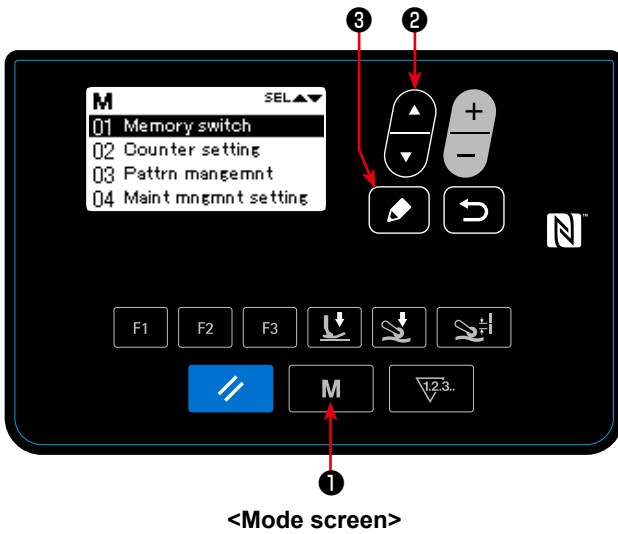 ❸ ❷
M SEL▲▼
01 Memory switch
02 Counter setting
03 Pattrn mangemnt
04 Maint mngmnt setting
+
−
N™
F1 F2 F3
M 1.2.3..
❶
<Mode screen>